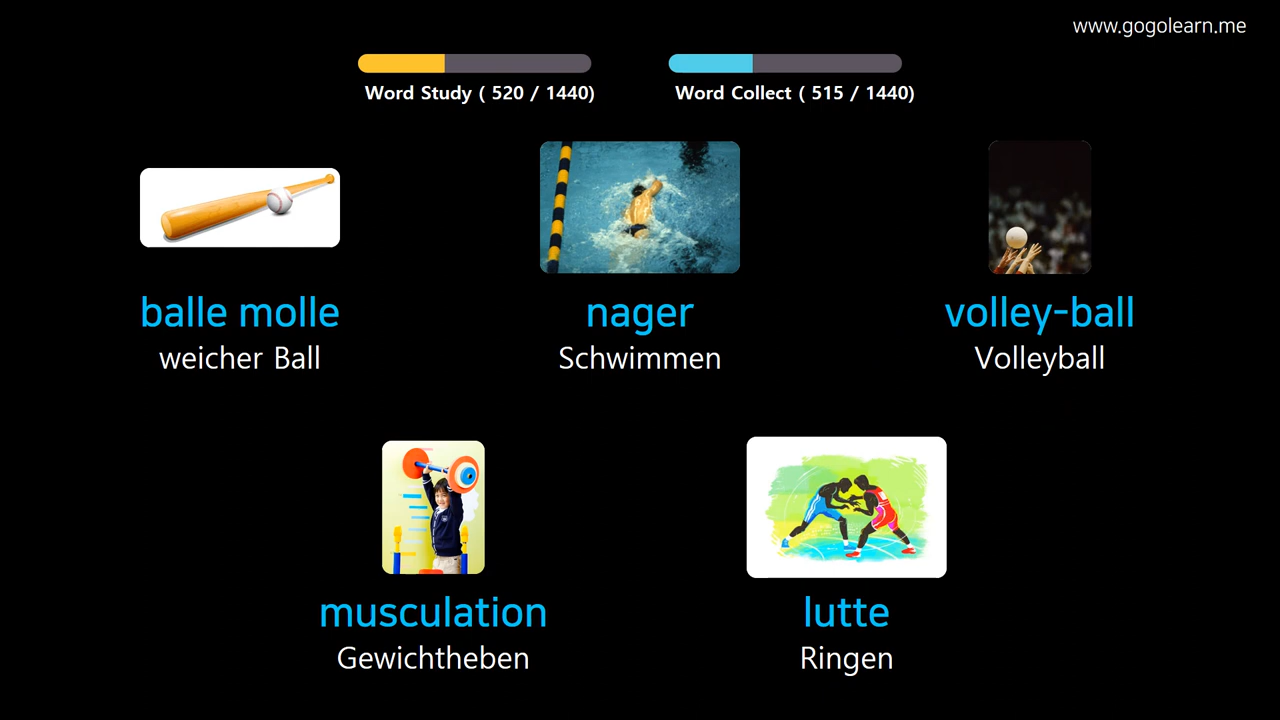 www.gogolearn.me
Word Study ( 520 / 1440)
Word Collect ( 515 / 1440)
balle molle
weicher Ball
nager
Schwimmen
volley-ball
Volleyball
musculation
Gewichtheben
lutte
Ringen